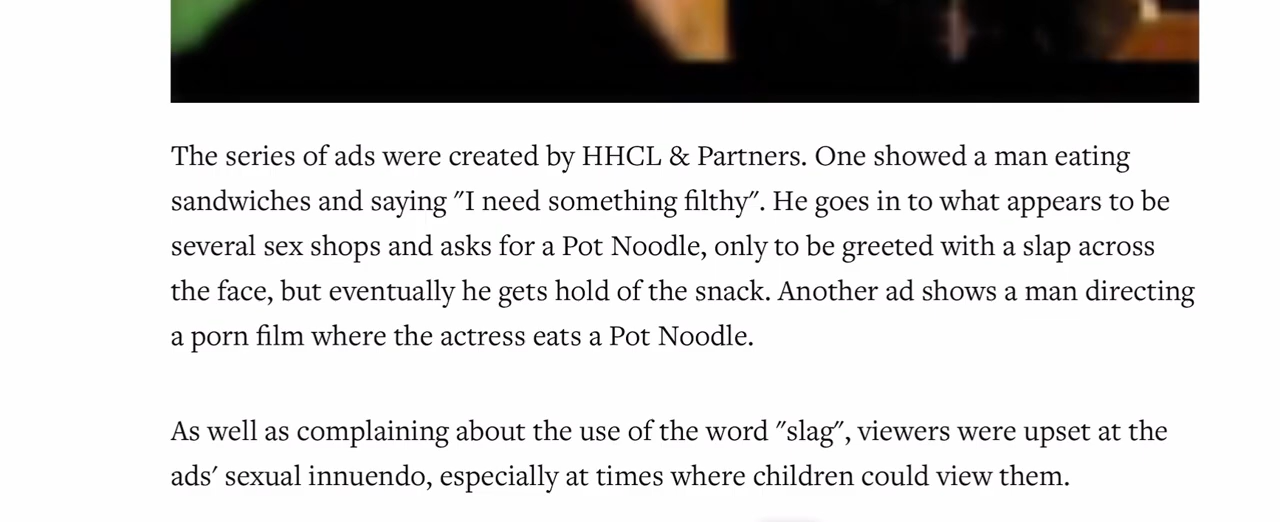 The series of ads were created by HHCL & Partners. One showed a man eating
sandwiches and saying "I need something filthy". He goes in to what appears to be
several sex shops and asks for a Pot Noodle, only to be greeted with a slap across
the face, but eventually he gets hold of the snack. Another ad shows a man directing
a porn film where the actress eats a Pot Noodle.
As well as complaining about the use of the word "slag", viewers were upset at the
ads' sexual innuendo, especially at times where children could view them.